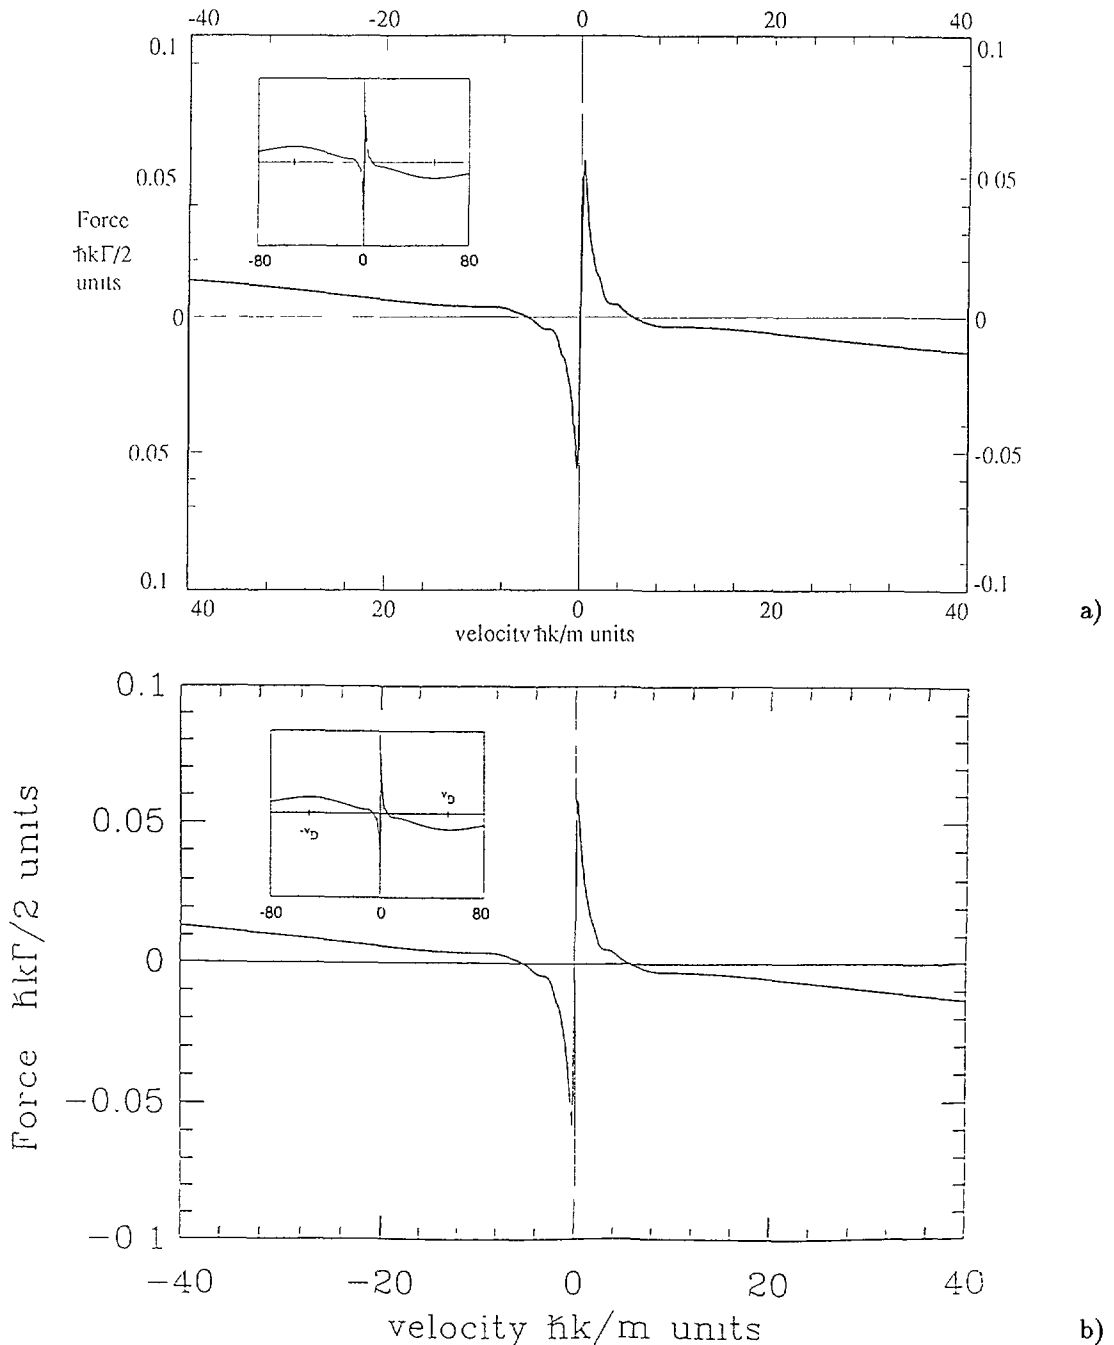 -40 -20 0 20 40
0.1 0.1
0.05 0.05
Force
ħkΓ/2
units
-80 0 80
0 0
0.05 -0.05
0.1 -0.1
40 20 0 20 40
velocity ħk/m units
a)
0.1
0.05
0
-0.05
-0 1
Force ħkΓ/2 units
v_D
-v_D
-80 0 80
-40 -20 0 20 40
velocity ħk/m units
b)